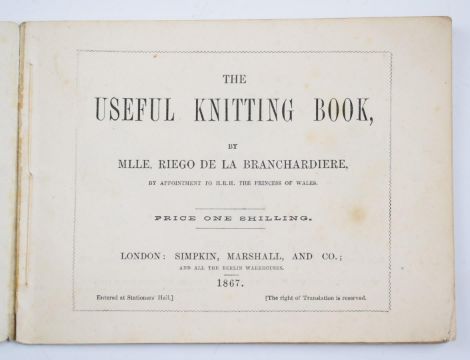 THE
USEFUL KNITTING BOOK,
BY
MLLE. RIEGO DE LA BRANCHARDIERE,
BY APPOINTMENT TO H.R.H. THE PRINCESS OF WALES.
PRICE ONE SHILLING.
LONDON: SIMPKIN, MARSHALL, AND CO.;
AND ALL THE BERLIN WAREHOUSES.
1867.
Entered at Stationers' Hall.] [The right of Translation is reserved.